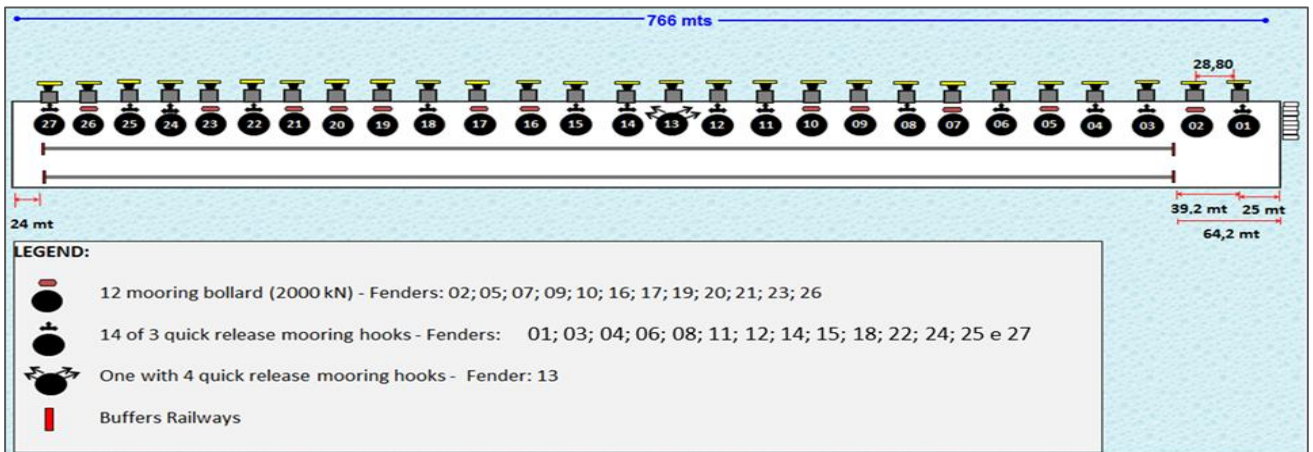 766 mts
28,80
27 26 25 24 23 22 21 20 19 18 17 16 15 14 13 12 11 10 09 08 07 06 05 04 03 02 01
24 mt
39,2 mt 25 mt
64,2 mt
LEGEND:
12 mooring bollard (2000 kN) - Fenders: 02; 05; 07; 09; 10; 16; 17; 19; 20; 21; 23; 26
14 of 3 quick release mooring hooks - Fenders: 01; 03; 04; 06; 08; 11; 12; 14; 15; 18; 22; 24; 25 e 27
One with 4 quick release mooring hooks - Fender: 13
Buffers Railways